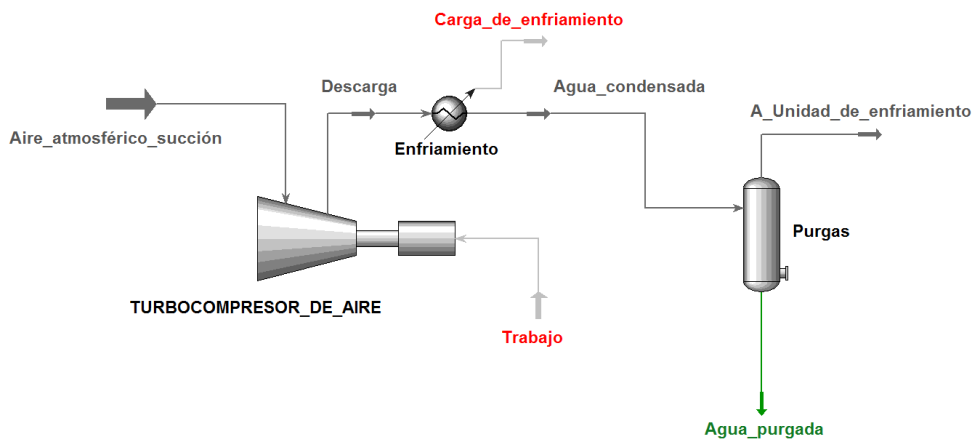 Carga_de_enfriamiento
Descarga
Agua_condensada
A_Unidad_de_enfriamiento
Aire_atmosférico_succión
Enfriamiento
Purgas
TURBOCOMPRESOR_DE_AIRE
Trabajo
Agua_purgada